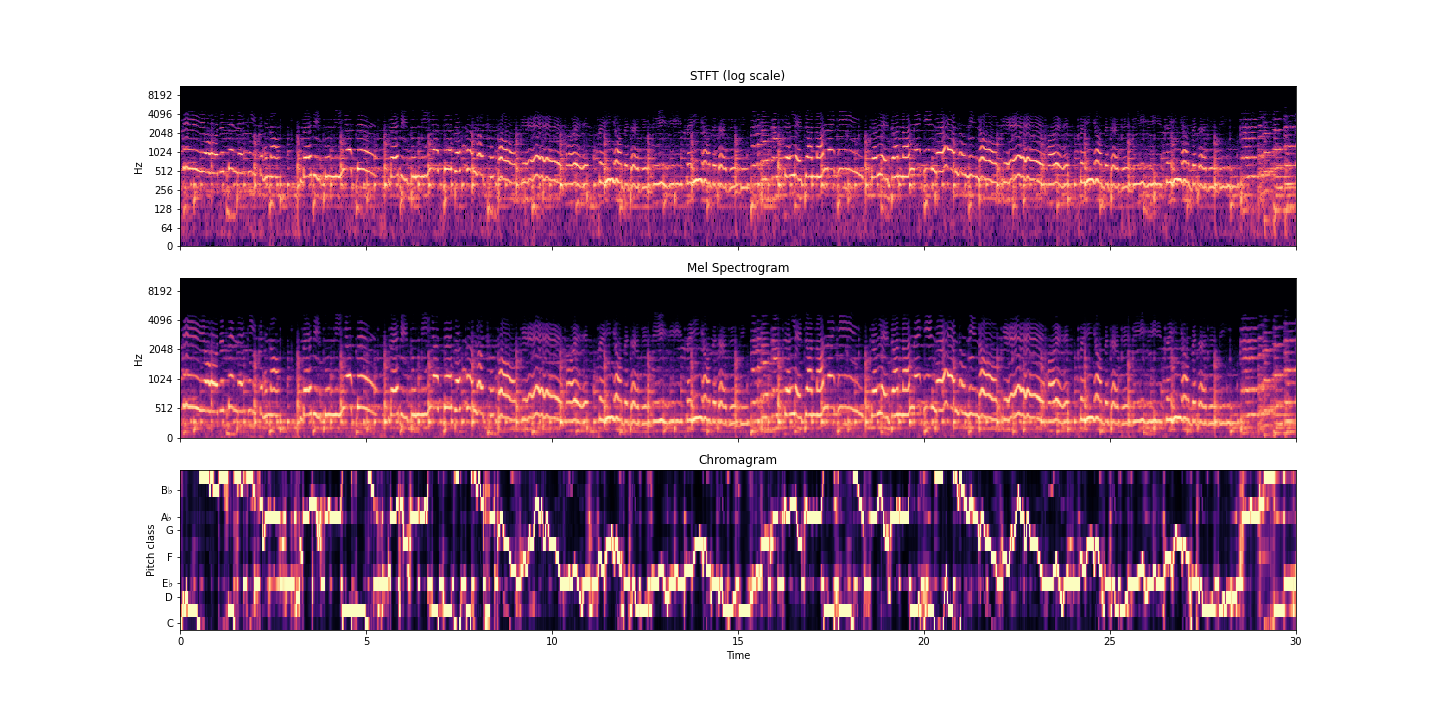 STFT (log scale)
8192
4096
2048
1024
512
256
128
64
0
Hz
Mel Spectrogram
8192
4096
2048
1024
512
0
Hz
Chromagram
B♭
A♭
G
F
E♭
D
C
Pitch class
0 5 10 15 20 25 30
Time